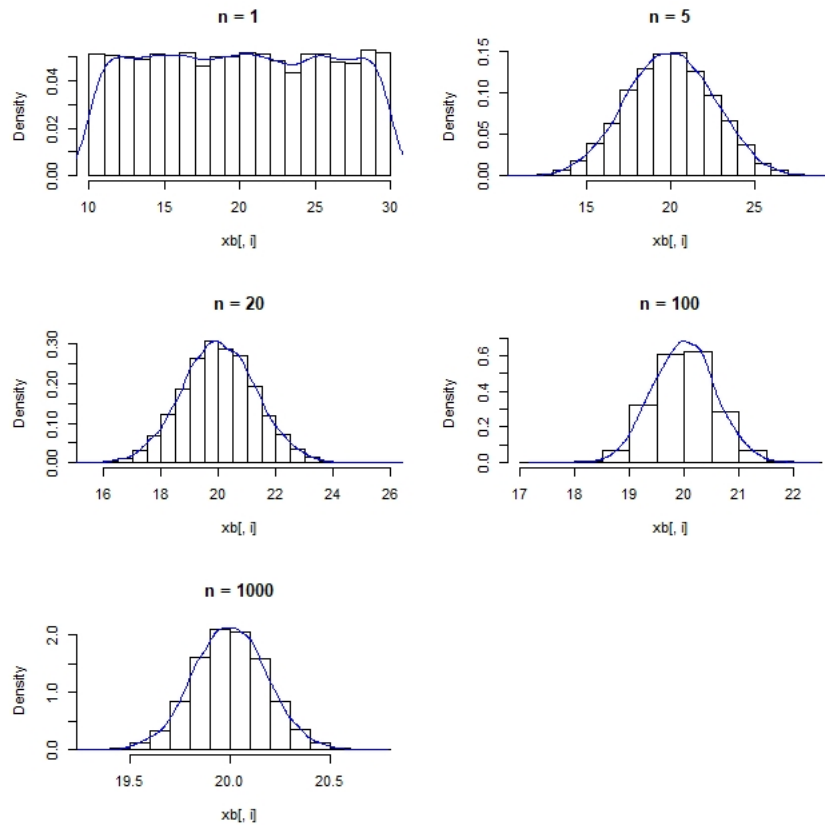 n = 1
Density
0.00
0.02
0.04
10 15 20 25 30
xb[, i]
n = 5
Density
0.00
0.05
0.10
0.15
15 20 25
xb[, i]
n = 20
Density
0.00
0.10
0.20
0.30
16 18 20 22 24 26
xb[, i]
n = 100
Density
0.0
0.2
0.4
0.6
17 18 19 20 21 22
xb[, i]
n = 1000
Density
0.0
1.0
2.0
19.5 20.0 20.5
xb[, i]